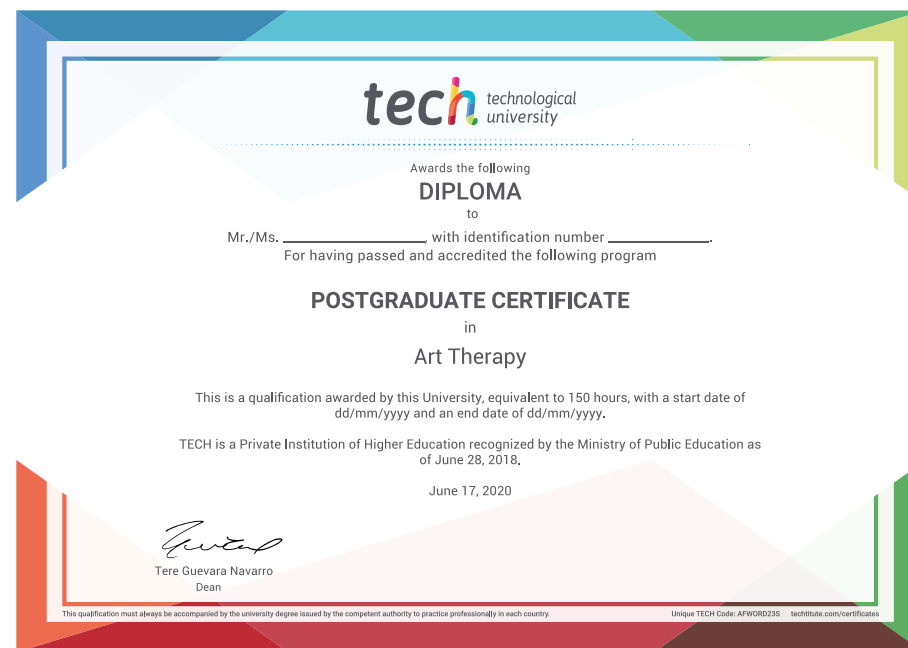 tech technological
university
Awards the following
DIPLOMA
to
Mr./Ms. ____________________, with identification number ______________.
For having passed and accredited the following program
POSTGRADUATE CERTIFICATE
in
Art Therapy
This is a qualification awarded by this University, equivalent to 150 hours, with a start date of
dd/mm/yyyy and an end date of dd/mm/yyyy.
TECH is a Private Institution of Higher Education recognized by the Ministry of Public Education as
of June 28, 2018.
June 17, 2020
Tere Guevara Navarro
Dean
This qualification must always be accompanied by the university degree issued by the competent authority to practice professionally in each country. Unique TECH Code: AFWORD23S techtitute.com/certificates